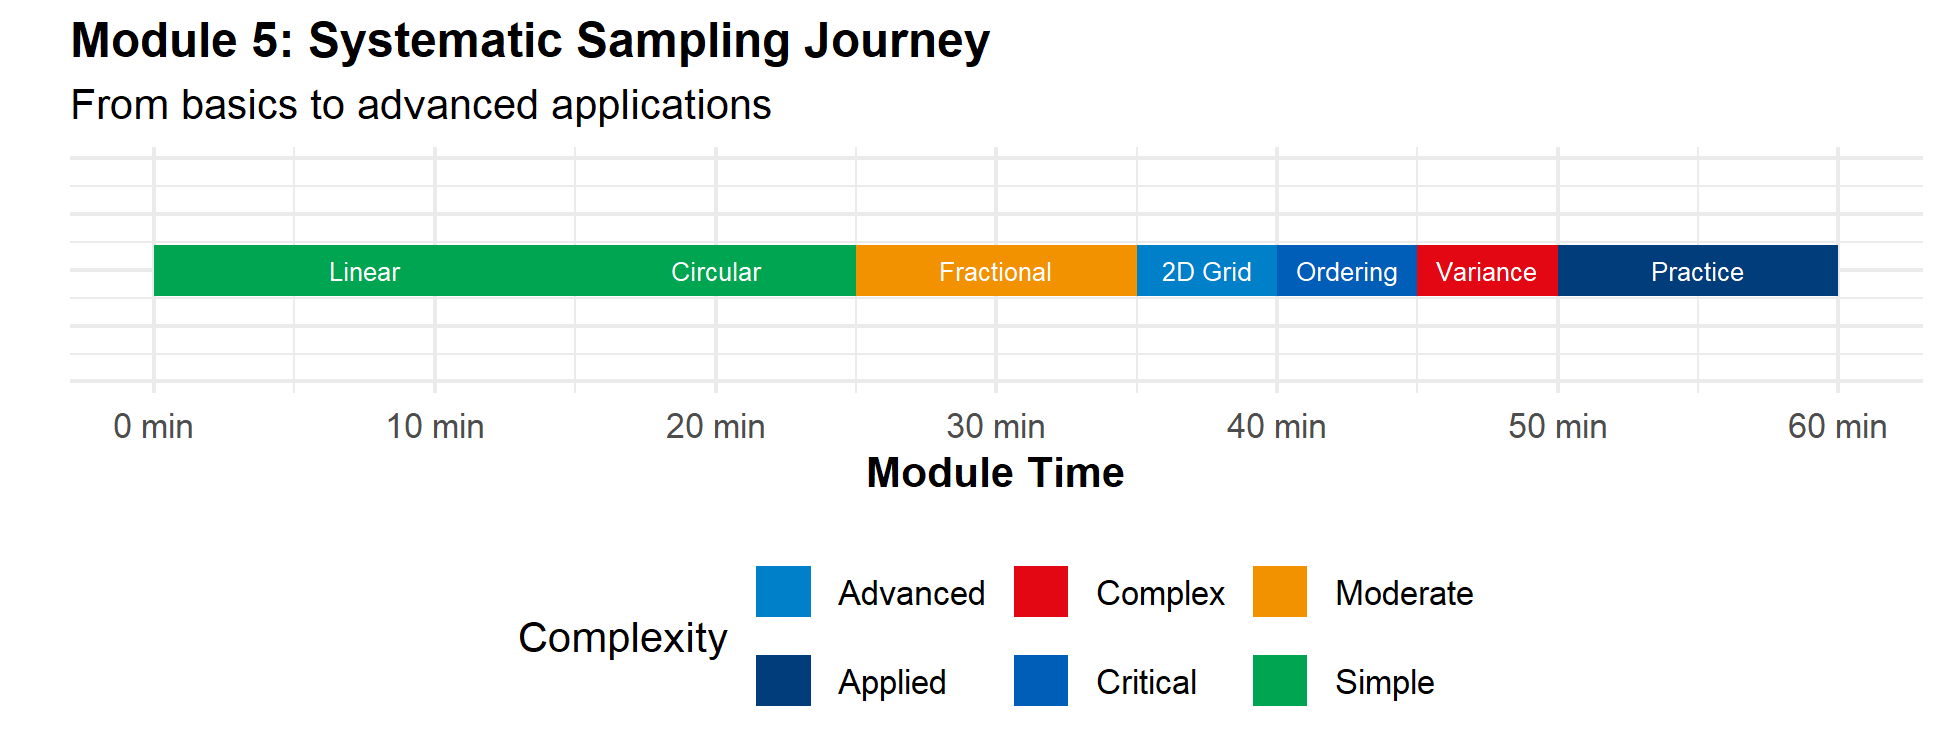 Module 5: Systematic Sampling Journey
From basics to advanced applications
Linear Circular Fractional 2D Grid Ordering Variance Practice
0 min 10 min 20 min 30 min 40 min 50 min 60 min
Module Time
Complexity
Advanced Complex Moderate
Applied Critical Simple